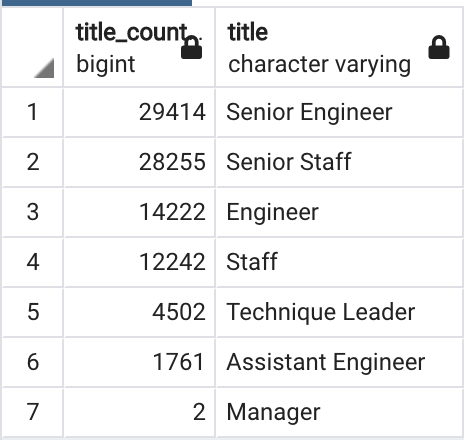 title_count.. title
bigint character varying
1 29414 Senior Engineer
2 28255 Senior Staff
3 14222 Engineer
4 12242 Staff
5 4502 Technique Leader
6 1761 Assistant Engineer
7 2 Manager